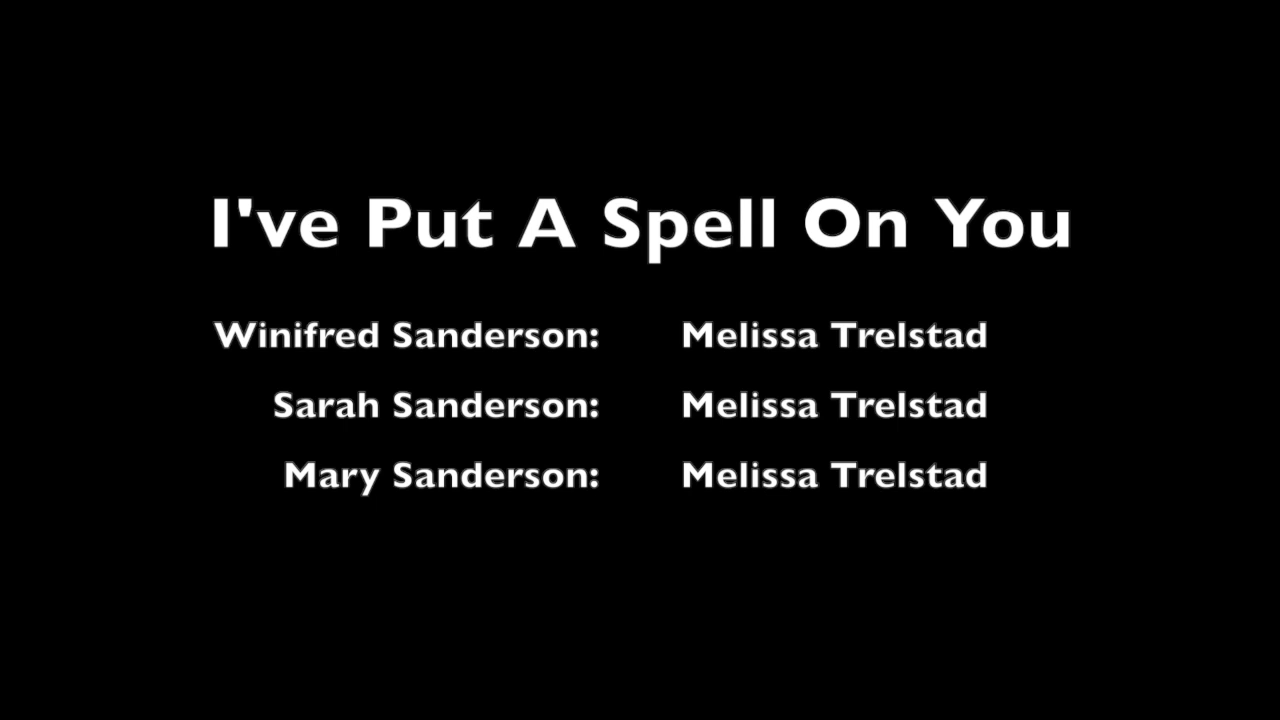 I've Put A Spell On You
Winifred Sanderson: Melissa Trelstad
Sarah Sanderson: Melissa Trelstad
Mary Sanderson: Melissa Trelstad